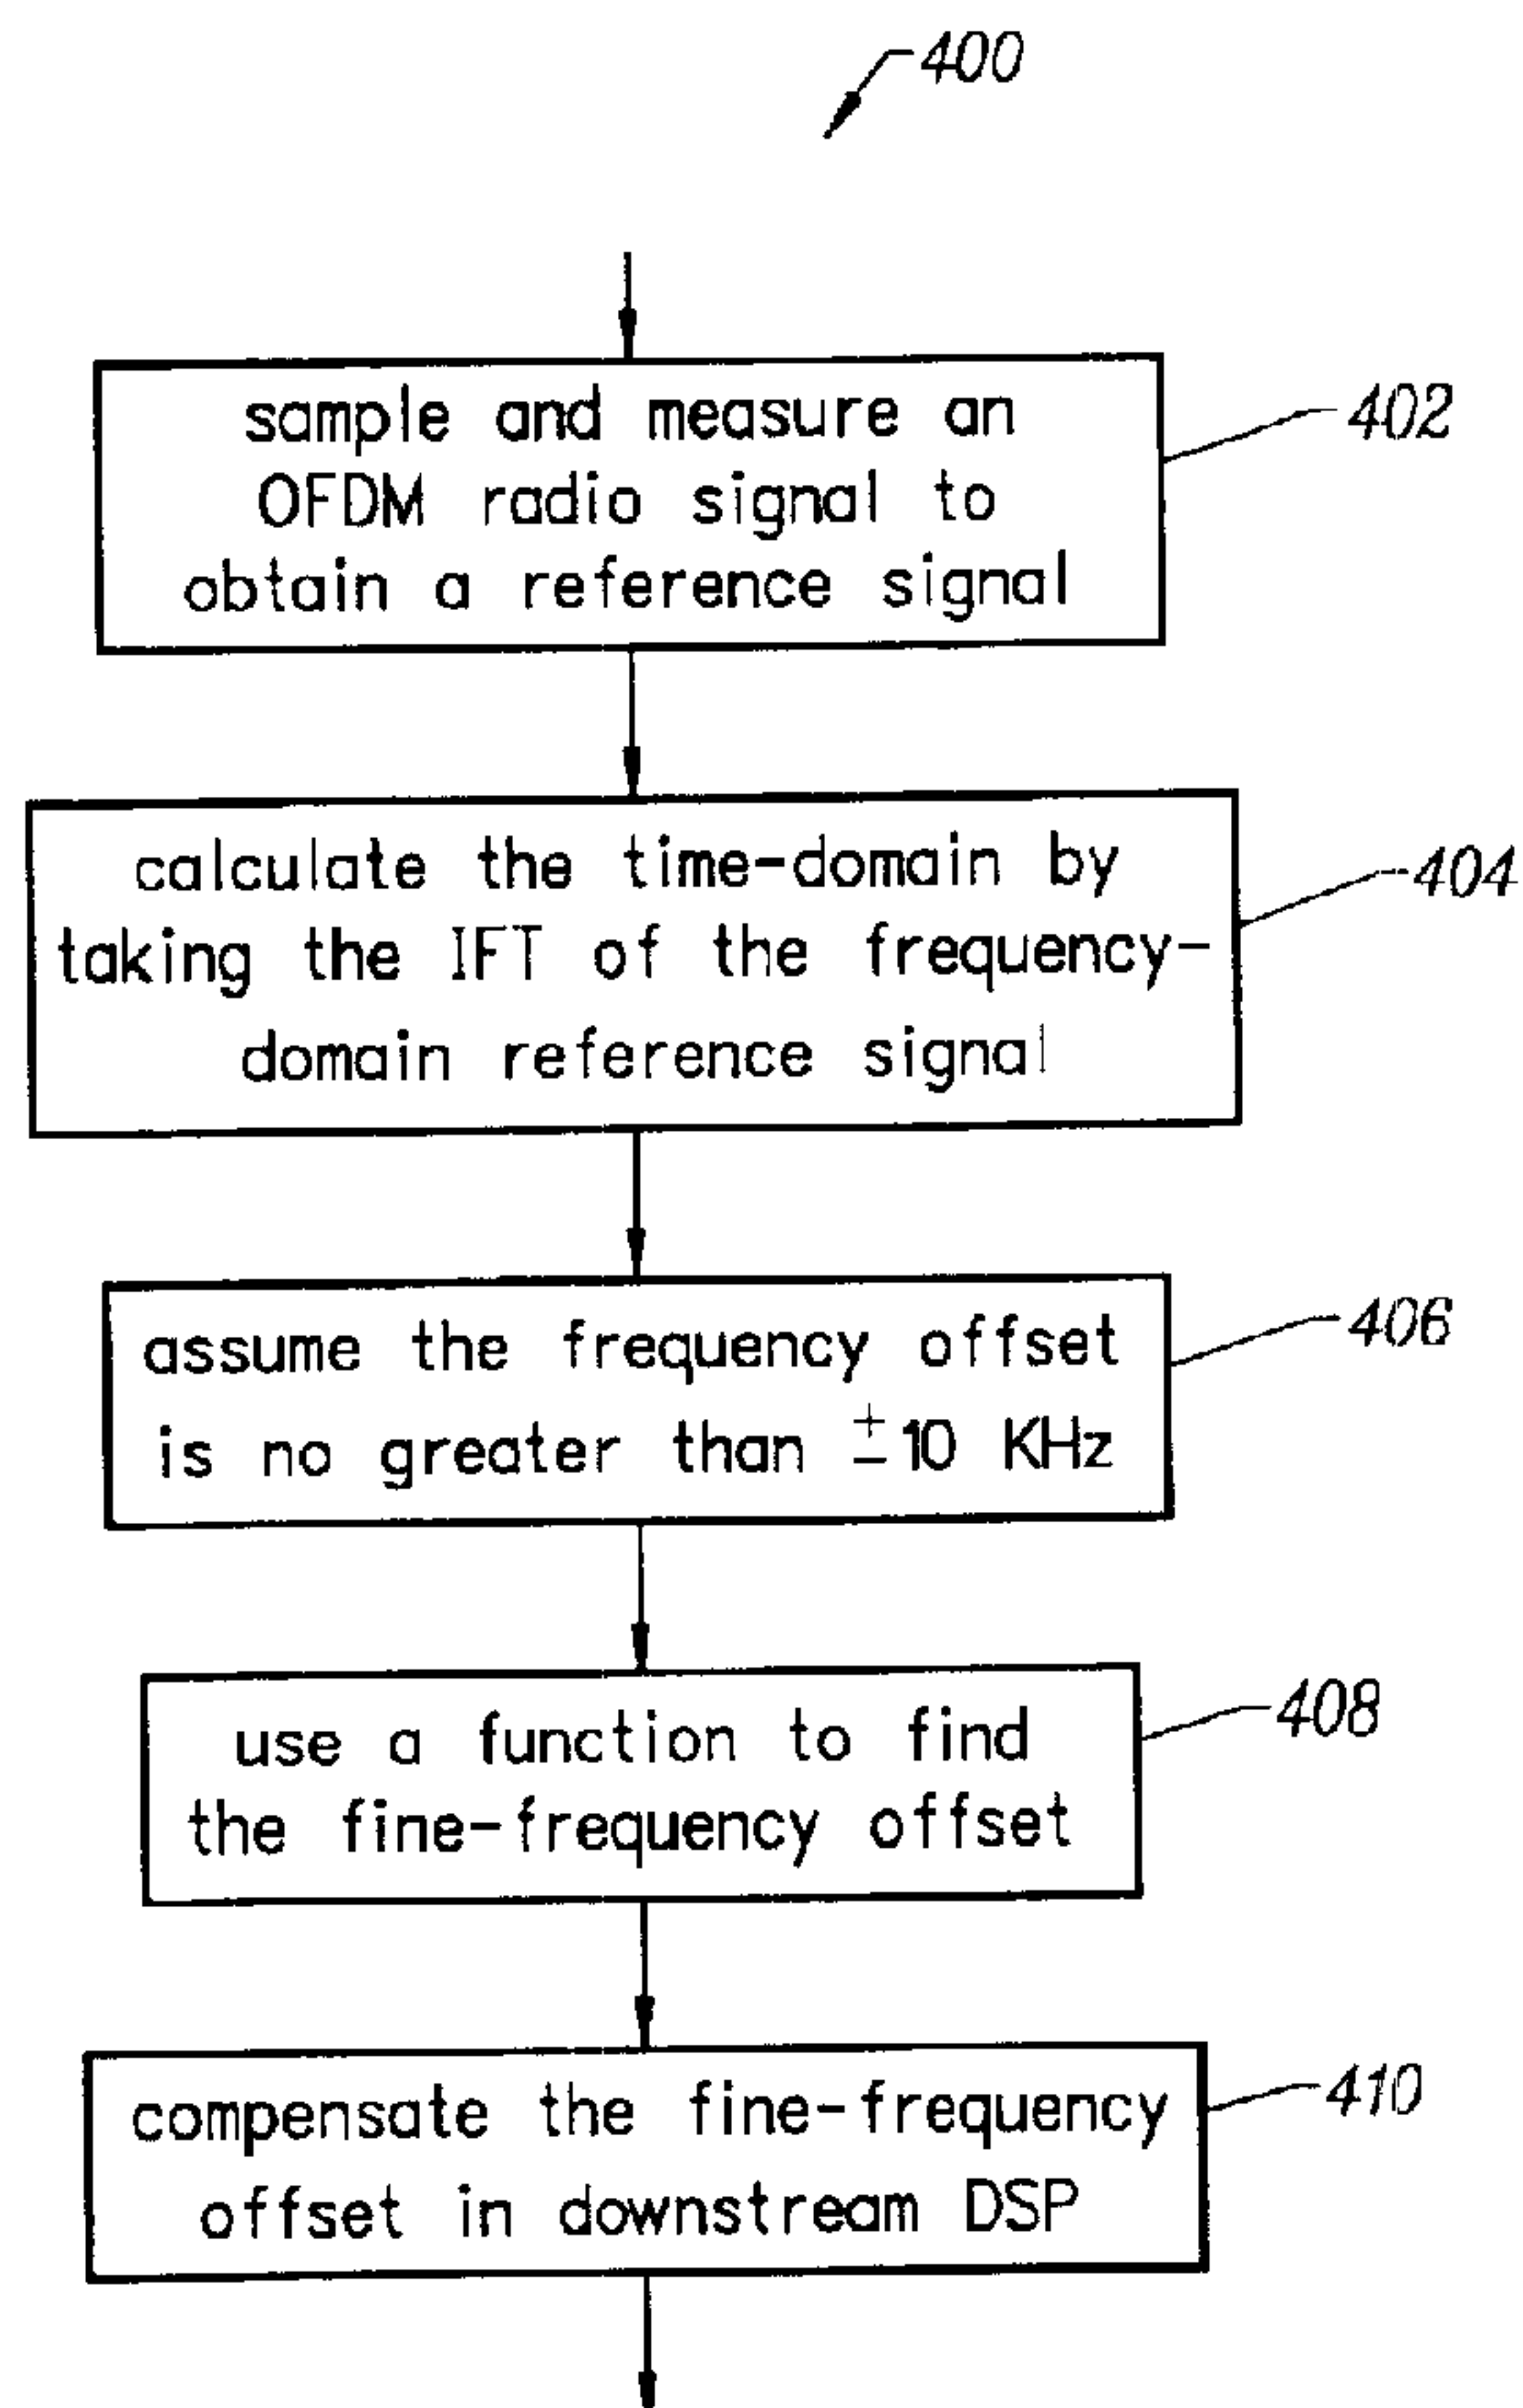 400
sample and measure an
402
OFDM radio signal to
obtain a reference signal
calculate the time-domain by
404
taking the IFT of the frequency-
domain reference signal
assume the frequency offset
406
is no greater than ±10 KHz
use a function to find
408
the fine-frequency offset
compensate the fine-frequency
410
offset in downstream DSP